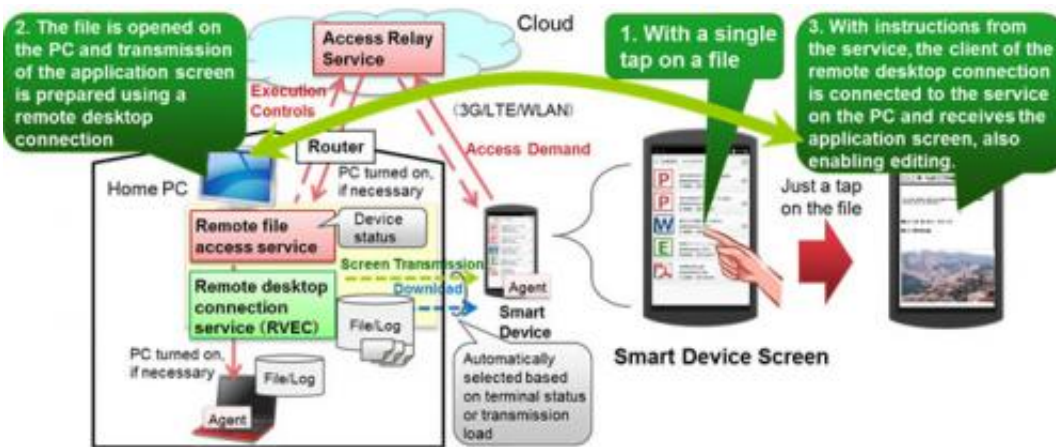 2. The file is opened on
the PC and transmission
of the application screen
is prepared using a
remote desktop
connection
Access Relay
Service
Cloud
1. With a single
tap on a file
3. With instructions from
the service, the client of the
remote desktop connection
is connected to the service
on the PC and receives the
application screen, also
enabling editing.
Execution
Controls
(3G/LTE/WLAN)
Router
Access Demand
Home PC
PC turned on,
if necessary
Remote file
access service
Device
status
Screen Transmission
Download
Remote desktop
connection
service (RVEC)
File/Log
Agent
Smart
Device
P
P
W
E
Just a tap
on the file
Smart Device Screen
PC turned on,
if necessary
File/Log
Agent
Automatically
selected based
on terminal status
or transmission
load